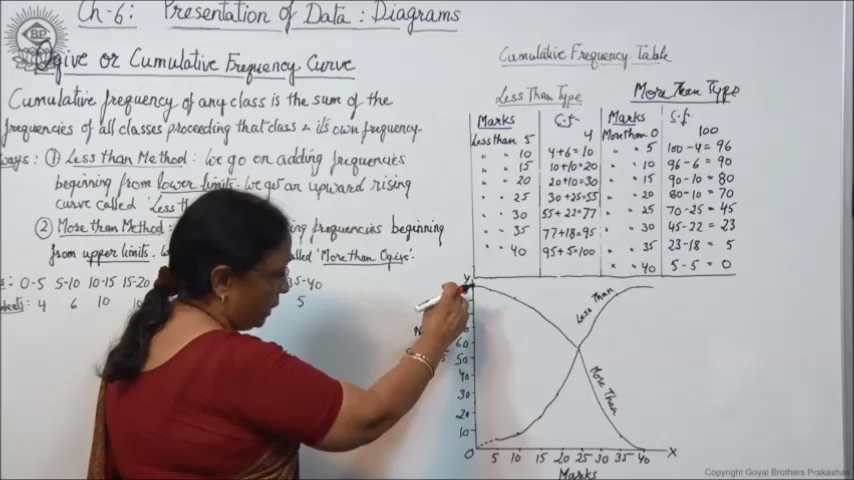 Ch-6: Presentation of Data: Diagrams
BP
Ogive or Cumulative Frequency Curve
Cumulative frequency of any class is the sum of the
frequencies of all classes proceeding that class & its own frequency.
ways: ① Less than Method: We go on adding frequencies
beginning from lower limits. We get an upward rising
curve called 'Less
② More than Method: frequencies beginning
from upper limits. called 'More than Ogive'.
0-5 5-10 10-15 15-20 35-40
4 6 10 5
Cumulative Frequency Table
Less Than Type More Than Type
Marks C.f Marks
Less than 5 4 More than 0 100
" " 10 4+6=10 " " 5 100-4=96
" " 15 10+10=20 " " 10 96-6=90
" " 20 20+10=30 " " 15 90-10=80
" " 25 30+25=55 " " 20 80-10=70
" " 30 55+22=77 " " 25 70-25=45
" " 35 77+18=95 " " 30 45-22=23
" " 40 95+5=100 " " 35 23-18=5
" " 40 5-5=0
Y
Less Than
60
50
40
30
20
10
More Than
0 5 10 15 20 25 30 35 40 X
Marks
Copyright Goyal Brothers Prakashan